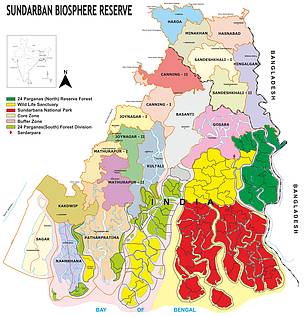 SUNDARBAN BIOSPHERE RESERVE
HAROA
MINAKHAN
HASNABAD
SANDESHKHALI - II
HINGALGANJ
CANNING - II
SANDESHKHALI - I
BANGLADESH
24 Parganas (North) Reserve Forest
Wild Life Sanctuary
Sundarbans National Park
Core Zone
Buffer Zone
24 Parganas(South) Forest Division
CANNING - I
BASANTI
JOYNAGAR - I
GOSABA
JOYNAGAR - II
MATHURAPUR - I
KULTALI
MATHURAPUR - II
BANGLADESH
INDIA
KAKDWIP
SAGAR
PATHARPRATIMA
NAMKHANA
BAY OF BENGAL